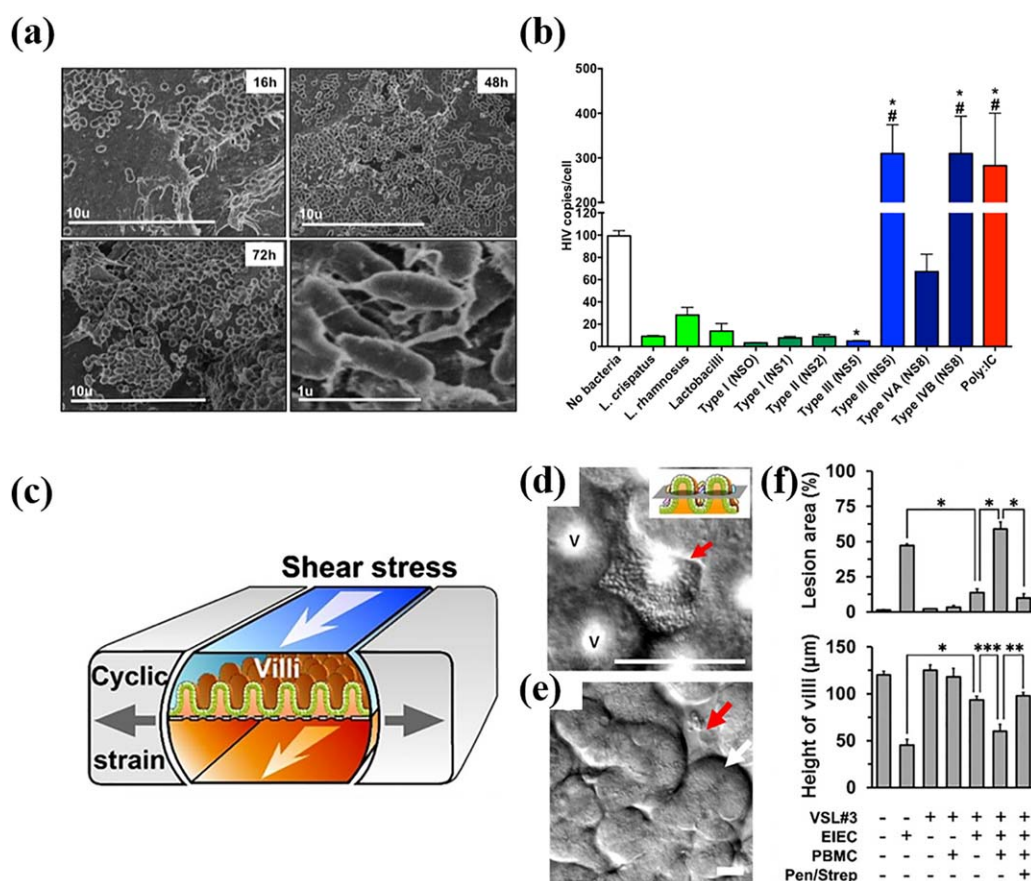 (a)
16h
10u
48h
10u
72h
10u
1u
(b)
HIV copies/cell
500
400
300
200
120
100
80
60
40
20
0
* #
* #
* #
*
No bacteria
L. crispatus
L. rhamnosus
Lactobacilli
Type I (NSO)
Type I (NS1)
Type II (NS2)
Type III (NS5)
Type III (NS5)
Type IVA (NS8)
Type IVB (NS8)
Poly:IC
(c)
Shear stress
Cyclic
strain
Villi
(d)
V
V
(e)
(f)
Lesion area (%)
100
75
50
25
0
* * *
Height of villi (µm)
150
100
50
0
* *** **
VSL#3 - - + + + + +
EIEC - + - - + + +
PBMC - - - + - + +
Pen/Strep - - - - - - +